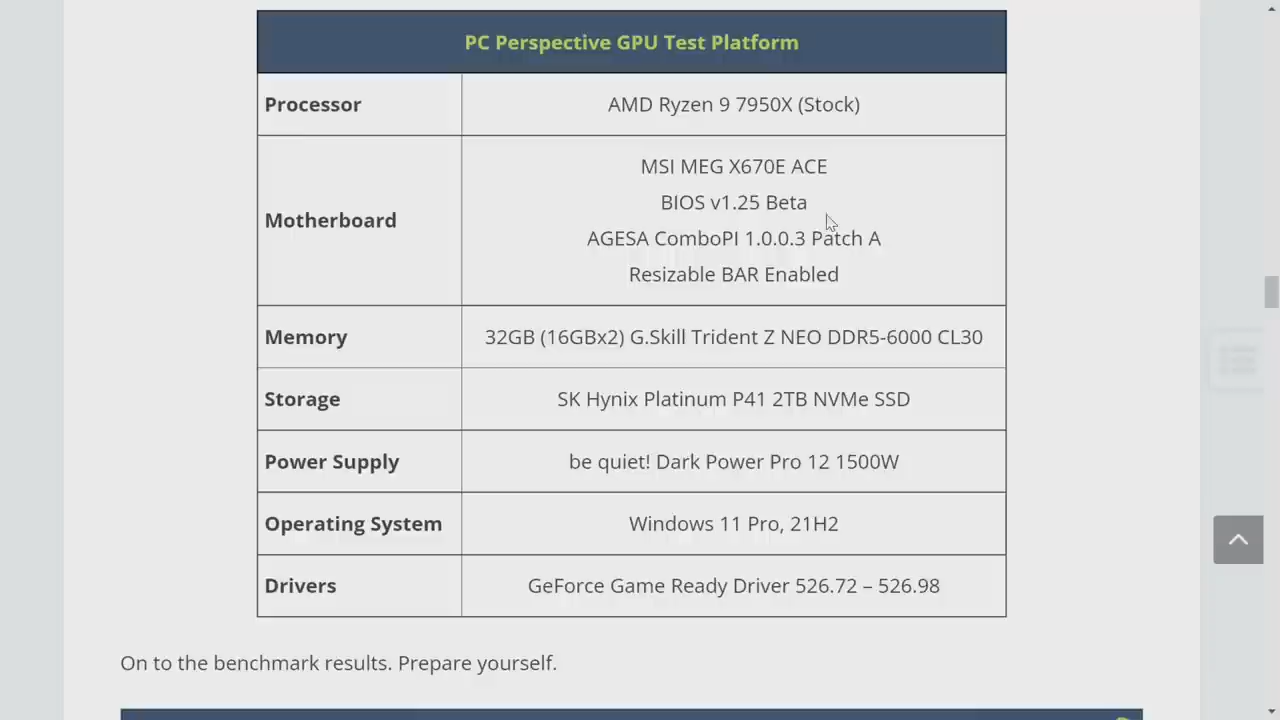 PC Perspective GPU Test Platform
Processor
AMD Ryzen 9 7950X (Stock)
Motherboard
MSI MEG X670E ACE
BIOS v1.25 Beta
AGESA ComboPI 1.0.0.3 Patch A
Resizable BAR Enabled
Memory
32GB (16GBx2) G.Skill Trident Z NEO DDR5-6000 CL30
Storage
SK Hynix Platinum P41 2TB NVMe SSD
Power Supply
be quiet! Dark Power Pro 12 1500W
Operating System
Windows 11 Pro, 21H2
Drivers
GeForce Game Ready Driver 526.72 – 526.98
On to the benchmark results. Prepare yourself.